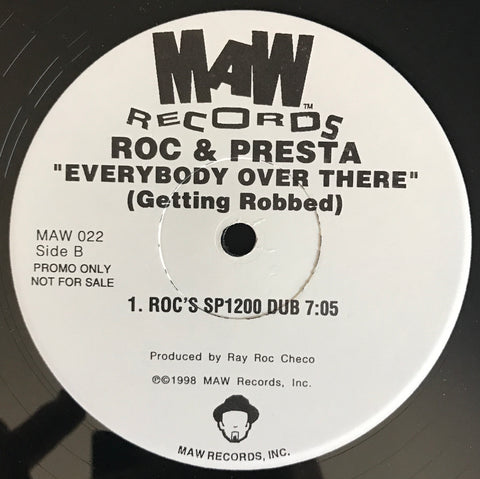 MAW
RECORDS™
ROC & PRESTA
"EVERYBODY OVER THERE"
(Getting Robbed)
MAW 022
Side B
PROMO ONLY
NOT FOR SALE
1. ROC'S SP1200 DUB 7:05
Produced by Ray Roc Checo
℗©1998 MAW Records, Inc.
MAW RECORDS, INC.